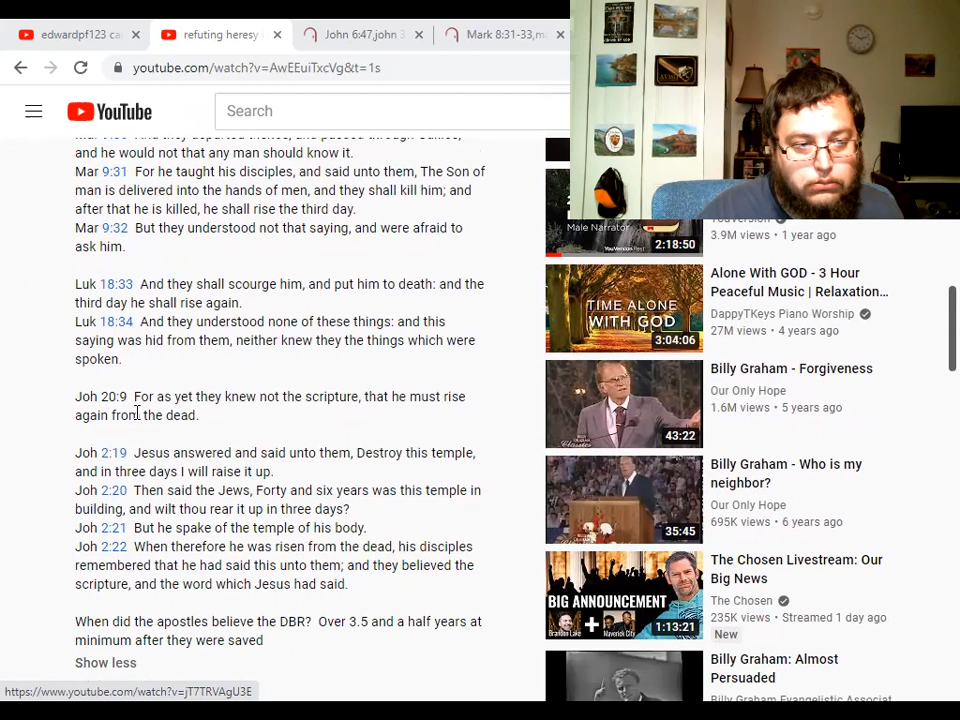 edwardpf123 ca
refuting heresy
John 6:47,john 3
Mark 8:31-33,ma
youtube.com/watch?v=AwEEuiTxcVg&t=1s
YouTube
Search
and he would not that any man should know it.
Mar 9:31 For he taught his disciples, and said unto them, The Son of
man is delivered into the hands of men, and they shall kill him; and
after that he is killed, he shall rise the third day.
Mar 9:32 But they understood not that saying, and were afraid to
ask him.
Luk 18:33 And they shall scourge him, and put him to death: and the
third day he shall rise again.
Luk 18:34 And they understood none of these things: and this
saying was hid from them, neither knew they the things which were
spoken.
Joh 20:9 For as yet they knew not the scripture, that he must rise
again from the dead.
Joh 2:19 Jesus answered and said unto them, Destroy this temple,
and in three days I will raise it up.
Joh 2:20 Then said the Jews, Forty and six years was this temple in
building, and wilt thou rear it up in three days?
Joh 2:21 But he spake of the temple of his body.
Joh 2:22 When therefore he was risen from the dead, his disciples
remembered that he had said this unto them; and they believed the
scripture, and the word which Jesus had said.
When did the apostles believe the DBR? Over 3.5 and a half years at
minimum after they were saved
Show less
https://www.youtube.com/watch?v=jT7TRVAgU3E
Male Narrator
2:18:50
3.9M views • 1 year ago
TIME ALONE
WITH GOD
3:04:06
Alone With GOD - 3 Hour
Peaceful Music | Relaxation...
DappyTKeys Piano Worship
27M views • 4 years ago
43:22
Billy Graham - Forgiveness
Our Only Hope
1.6M views • 5 years ago
35:45
Billy Graham - Who is my
neighbor?
Our Only Hope
695K views • 6 years ago
BIG ANNOUNCEMENT
Brandon Lake
+
Maverick City
1:13:21
The Chosen Livestream: Our
Big News
The Chosen
235K views • Streamed 1 day ago
New
Billy Graham: Almost
Persuaded
Billy Graham Evangelistic Associat